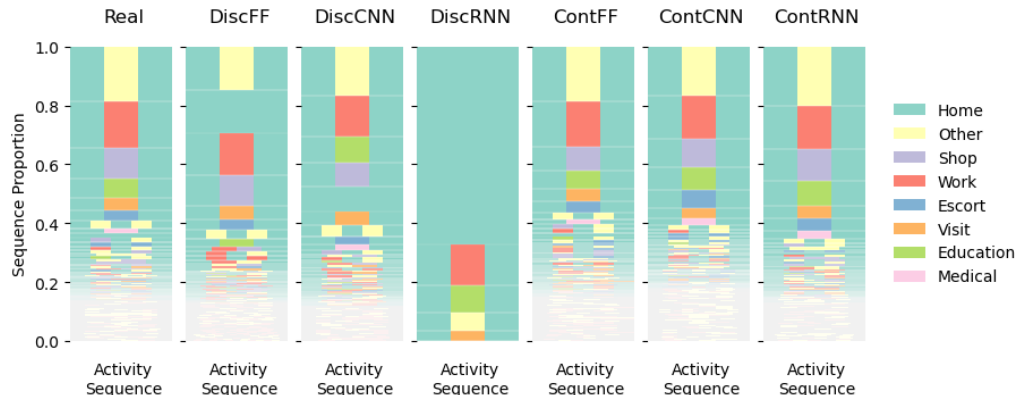 Real DiscFF DiscCNN DiscRNN ContFF ContCNN ContRNN
1.0
0.8
0.6
0.4
0.2
0.0
Sequence Proportion
Home
Other
Shop
Work
Escort
Visit
Education
Medical
Activity Activity Activity Activity Activity Activity Activity
Sequence Sequence Sequence Sequence Sequence Sequence Sequence